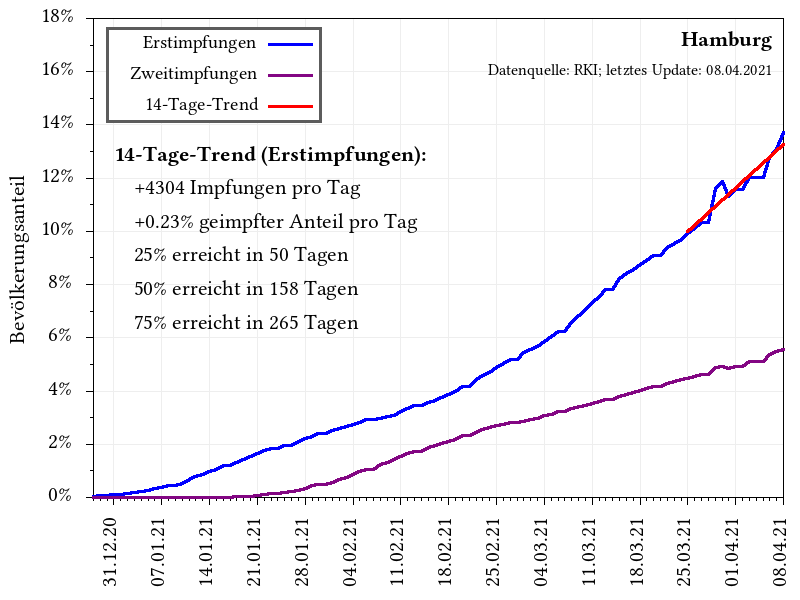 18%
16%
14%
12%
10%
8%
6%
4%
2%
0%
Bevölkerungsanteil
Erstimpfungen
Zweitimpfungen
14-Tage-Trend
Hamburg
Datenquelle: RKI; letztes Update: 08.04.2021
14-Tage-Trend (Erstimpfungen):
+4304 Impfungen pro Tag
+0.23% geimpfter Anteil pro Tag
25% erreicht in 50 Tagen
50% erreicht in 158 Tagen
75% erreicht in 265 Tagen
31.12.20
07.01.21
14.01.21
21.01.21
28.01.21
04.02.21
11.02.21
18.02.21
25.02.21
04.03.21
11.03.21
18.03.21
25.03.21
01.04.21
08.04.21